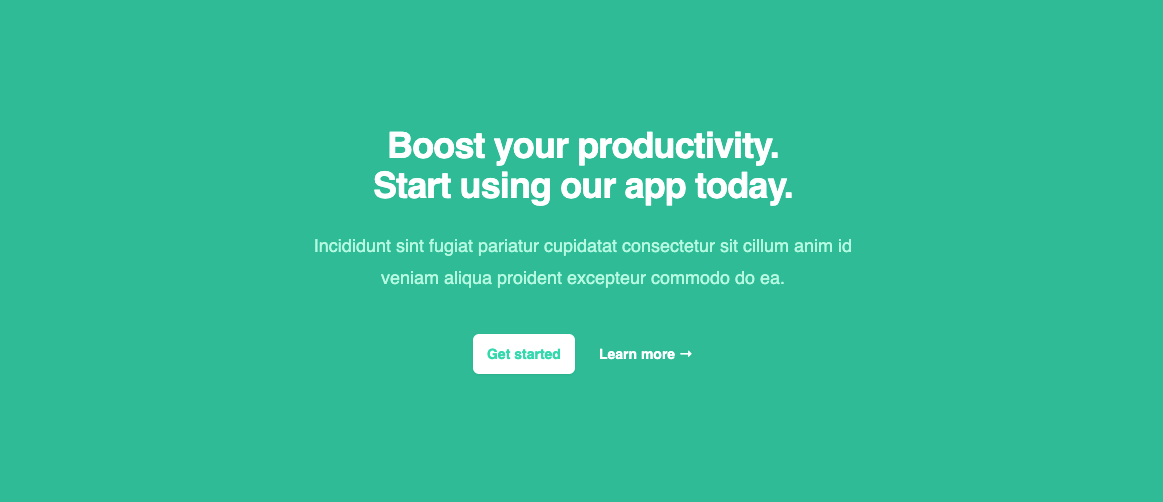 Boost your productivity.
Start using our app today.
Incididunt sint fugiat pariatur cupidatat consectetur sit cillum anim id
veniam aliqua proident excepteur commodo do ea.
Get started
Learn more →